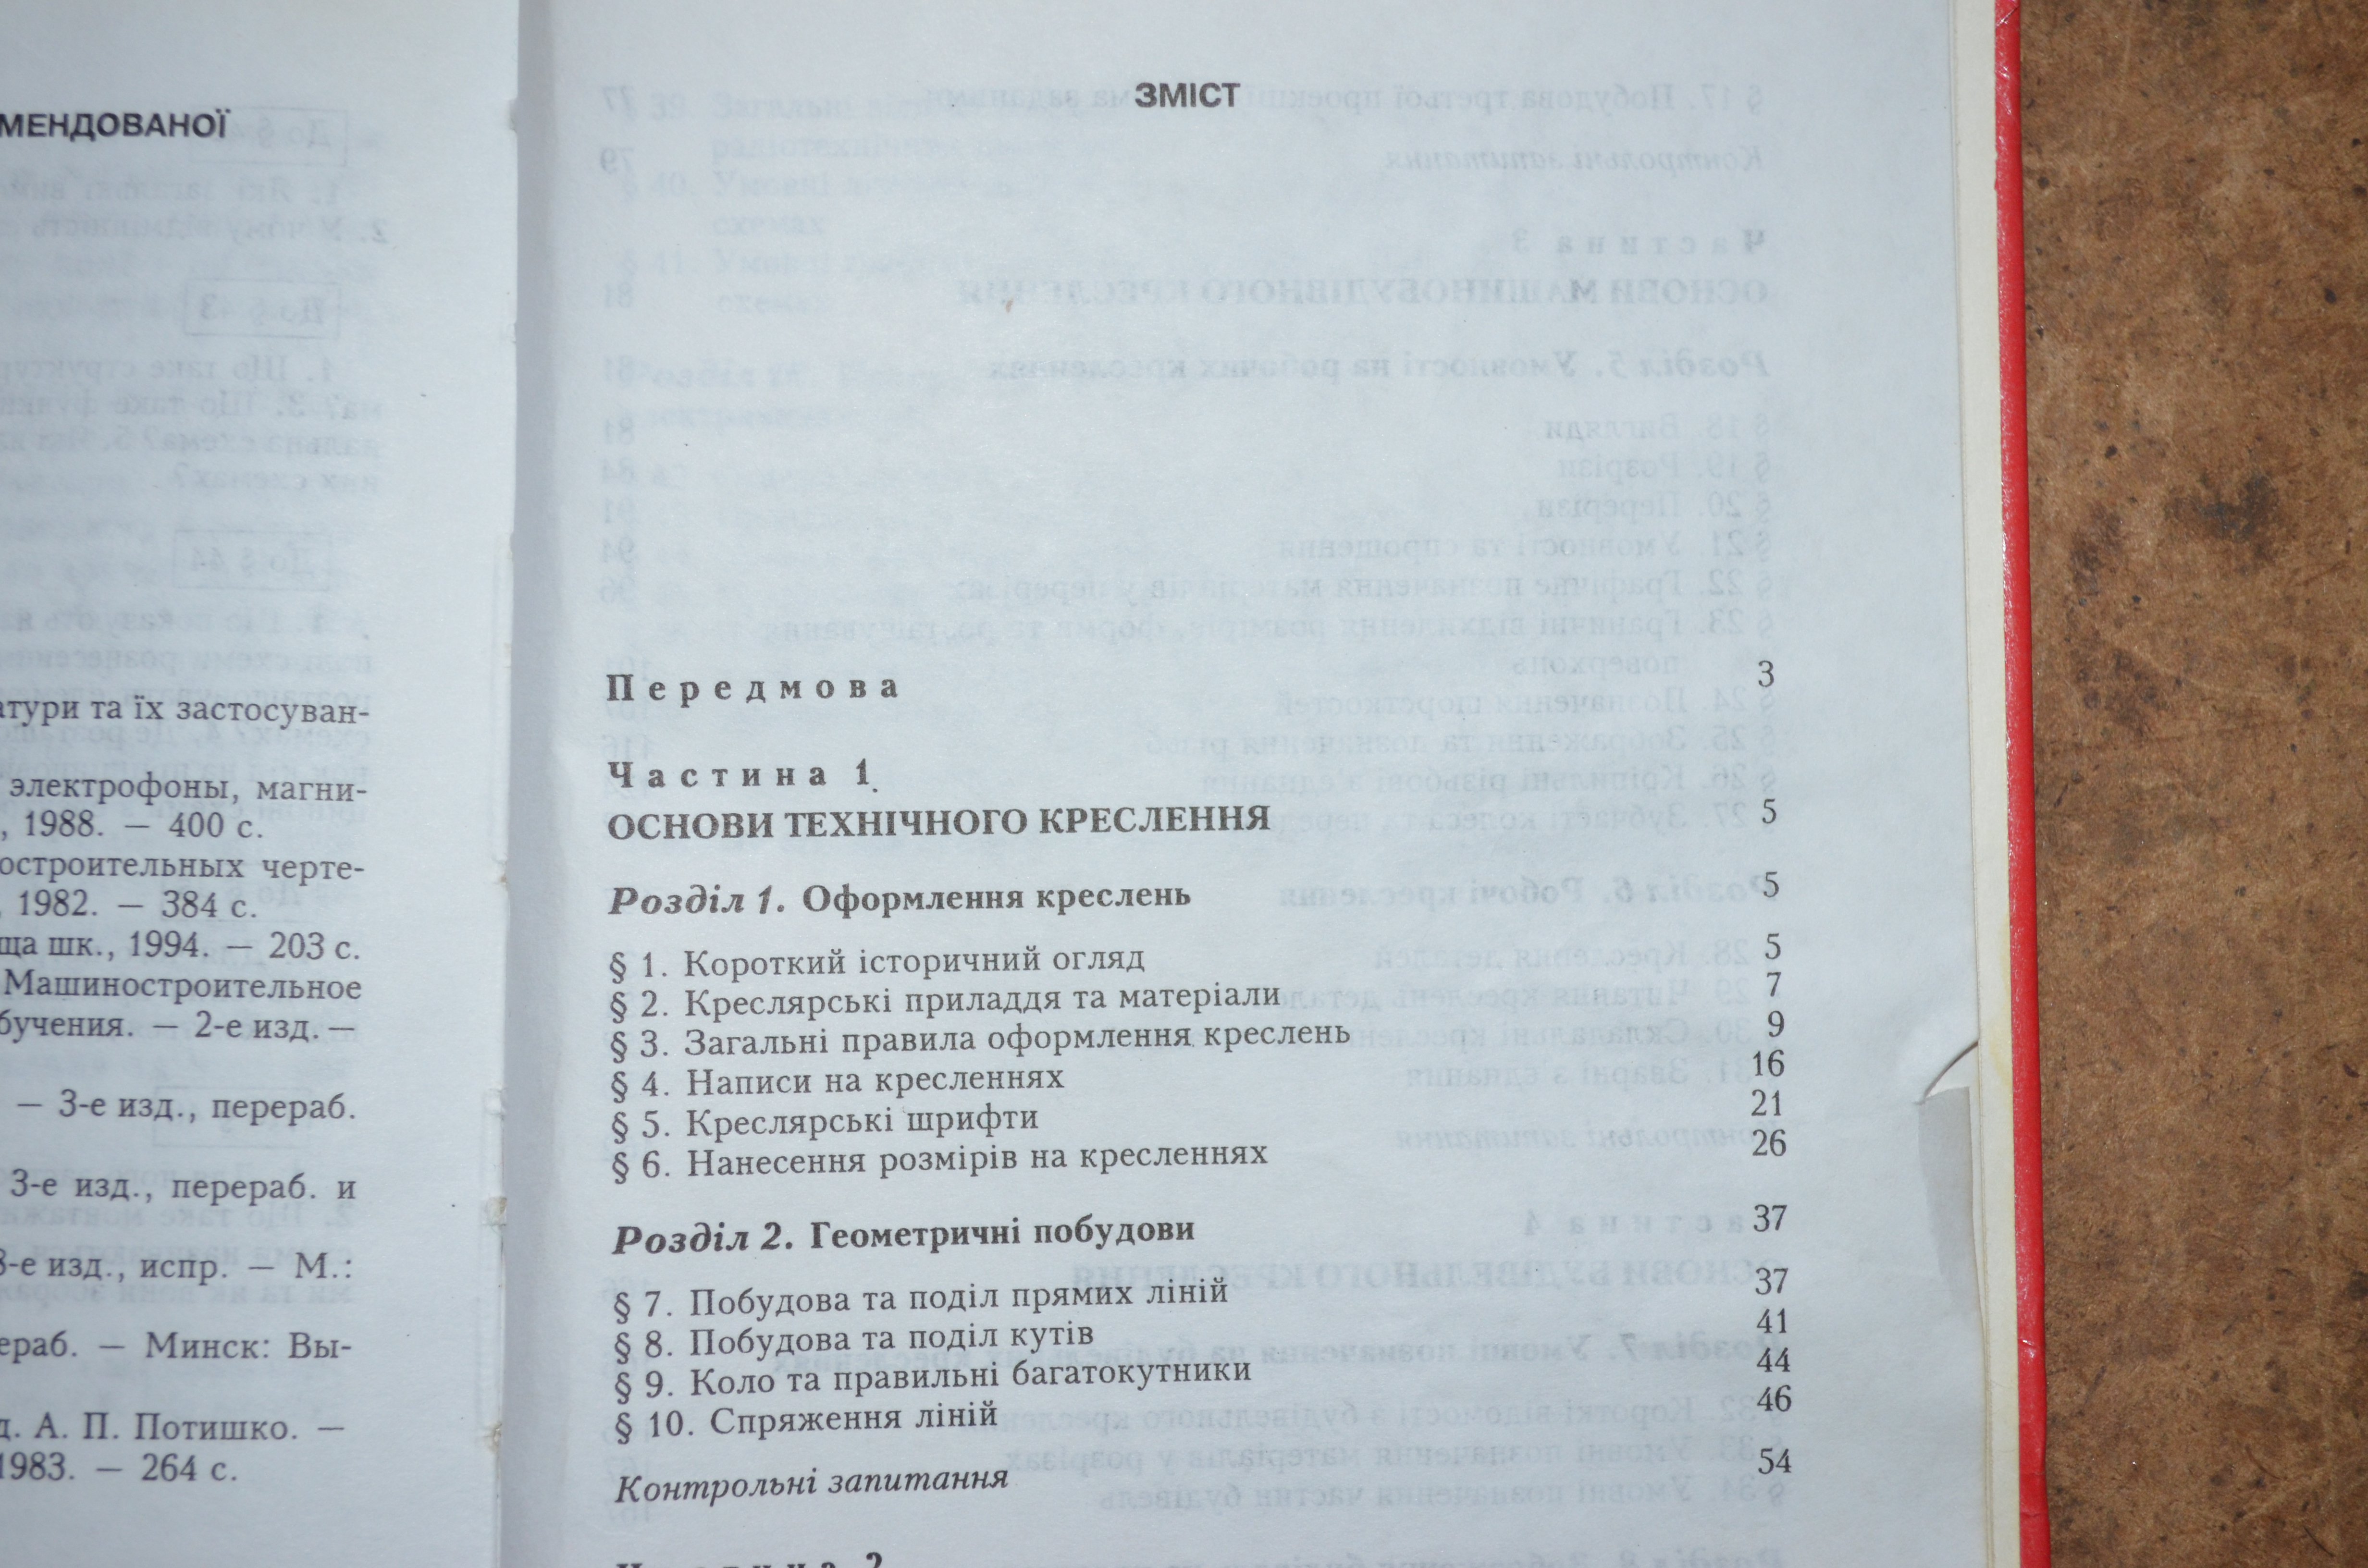 МЕНДОВАНОЇ
атури та їх застосуван-
электрофоны, магни-
, 1988. — 400 с.
остроительных черте-
1982. — 384 с.
ща шк., 1994. — 203 с.
Машиностроительное
бучения. — 2-е изд. —
— 3-е изд., перераб.
3-е изд., перераб. и
3-е изд., испр. — М.:
ераб. — Минск: Вы-
д. А. П. Потишко. —
1983. — 264 с.
ЗМІСТ
Передмова 3
Частина 1.
ОСНОВИ ТЕХНІЧНОГО КРЕСЛЕННЯ 5
Розділ 1. Оформлення креслень 5
§ 1. Короткий історичний огляд 5
§ 2. Креслярські приладдя та матеріали 7
§ 3. Загальні правила оформлення креслень 9
§ 4. Написи на кресленнях 16
§ 5. Креслярські шрифти 21
§ 6. Нанесення розмірів на кресленнях 26
Розділ 2. Геометричні побудови 37
§ 7. Побудова та поділ прямих ліній 37
§ 8. Побудова та поділ кутів 41
§ 9. Коло та правильні багатокутники 44
§ 10. Спряження ліній 46
Контрольні запитання 54